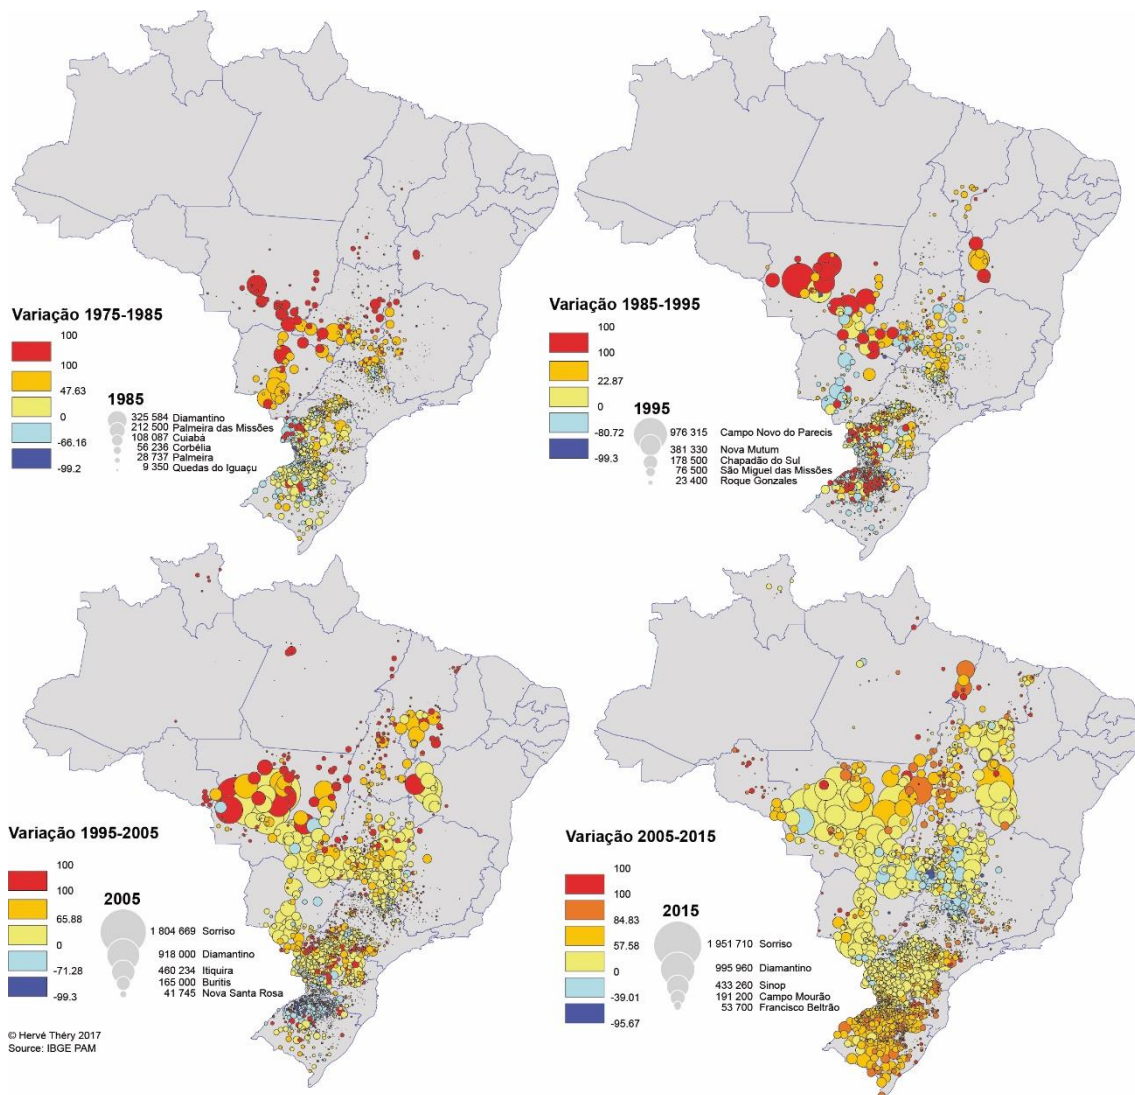 Variação 1975-1985
100
100
47.63
0
-66.16
-99.2
1985
325 584 Diamantino
212 500 Palmeira das Missões
108 087 Cuiabá
56 236 Corbélia
28 737 Palmeira
9 350 Quedas do Iguaçu
Variação 1985-1995
100
100
22.87
0
-80.72
-99.3
1995
976 315 Campo Novo do Parecis
381 330 Nova Mutum
178 500 Chapadão do Sul
76 500 São Miguel das Missões
23 400 Roque Gonzales
Variação 1995-2005
100
100
65.88
0
-71.28
-99.3
2005
1 804 669 Sorriso
918 000 Diamantino
460 234 Itiquira
165 000 Buritis
41 745 Nova Santa Rosa
© Hervé Théry 2017
Source: IBGE PAM
Variação 2005-2015
100
100
84.83
57.58
0
-39.01
-95.67
2015
1 951 710 Sorriso
995 960 Diamantino
433 260 Sinop
191 200 Campo Mourão
53 700 Francisco Beltrão